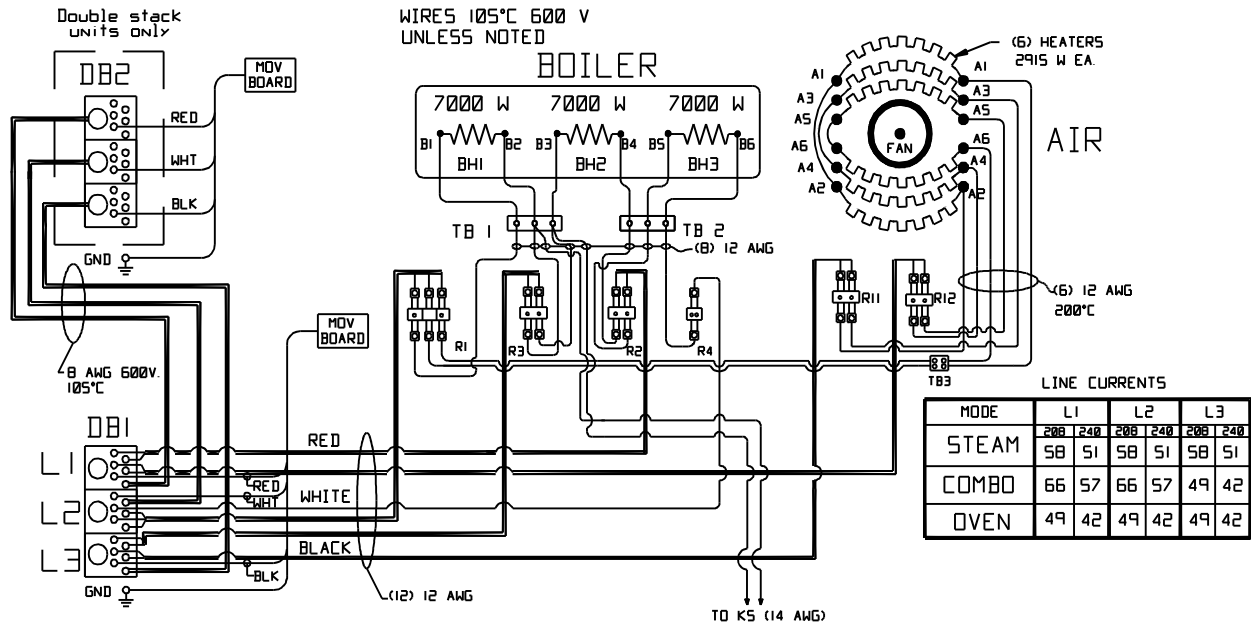 Double stack
units only
DB2
MOV
BOARD
RED
WHT
BLK
GND
WIRES 105°C 600 V
UNLESS NOTED
BOILER
7000 W 7000 W 7000 W
B1 B2 B3 B4 B5 B6
BH1 BH2 BH3
TB 1 TB 2
(8) 12 AWG
(6) HEATERS
2915 W EA.
A1 A1
A3 A3
A5 A5
FAN
AIR
A6 A6
A4 A4
A2 A2
R1 R3 R2 R4
R11 R12
(6) 12 AWG
200°C
TB3
MOV
BOARD
8 AWG 600V.
105°C
DB1
L1
L2
L3
RED
RED
WHT
WHITE
BLACK
BLK
GND
(12) 12 AWG
TO K5 (14 AWG)
LINE CURRENTS
MODE L1 L2 L3
208 240 208 240 208 240
STEAM 58 51 58 51 58 51
COMBO 66 57 66 57 49 42
OVEN 49 42 49 42 49 42